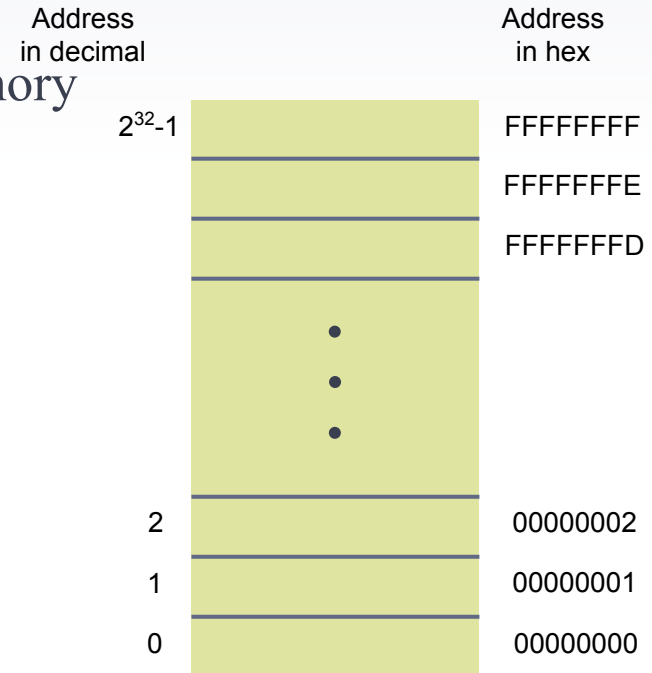 Address
in decimal
Address
in hex
2³²-1
FFFFFFFF
FFFFFFFE
FFFFFFFD
2
00000002
1
00000001
0
00000000